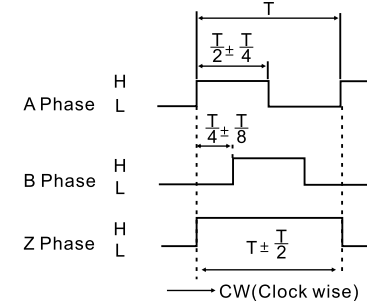 T
T/2 ± T/4
A Phase H L
T/4 ± T/8
B Phase H L
Z Phase H L
T ± T/2
CW(Clock wise)